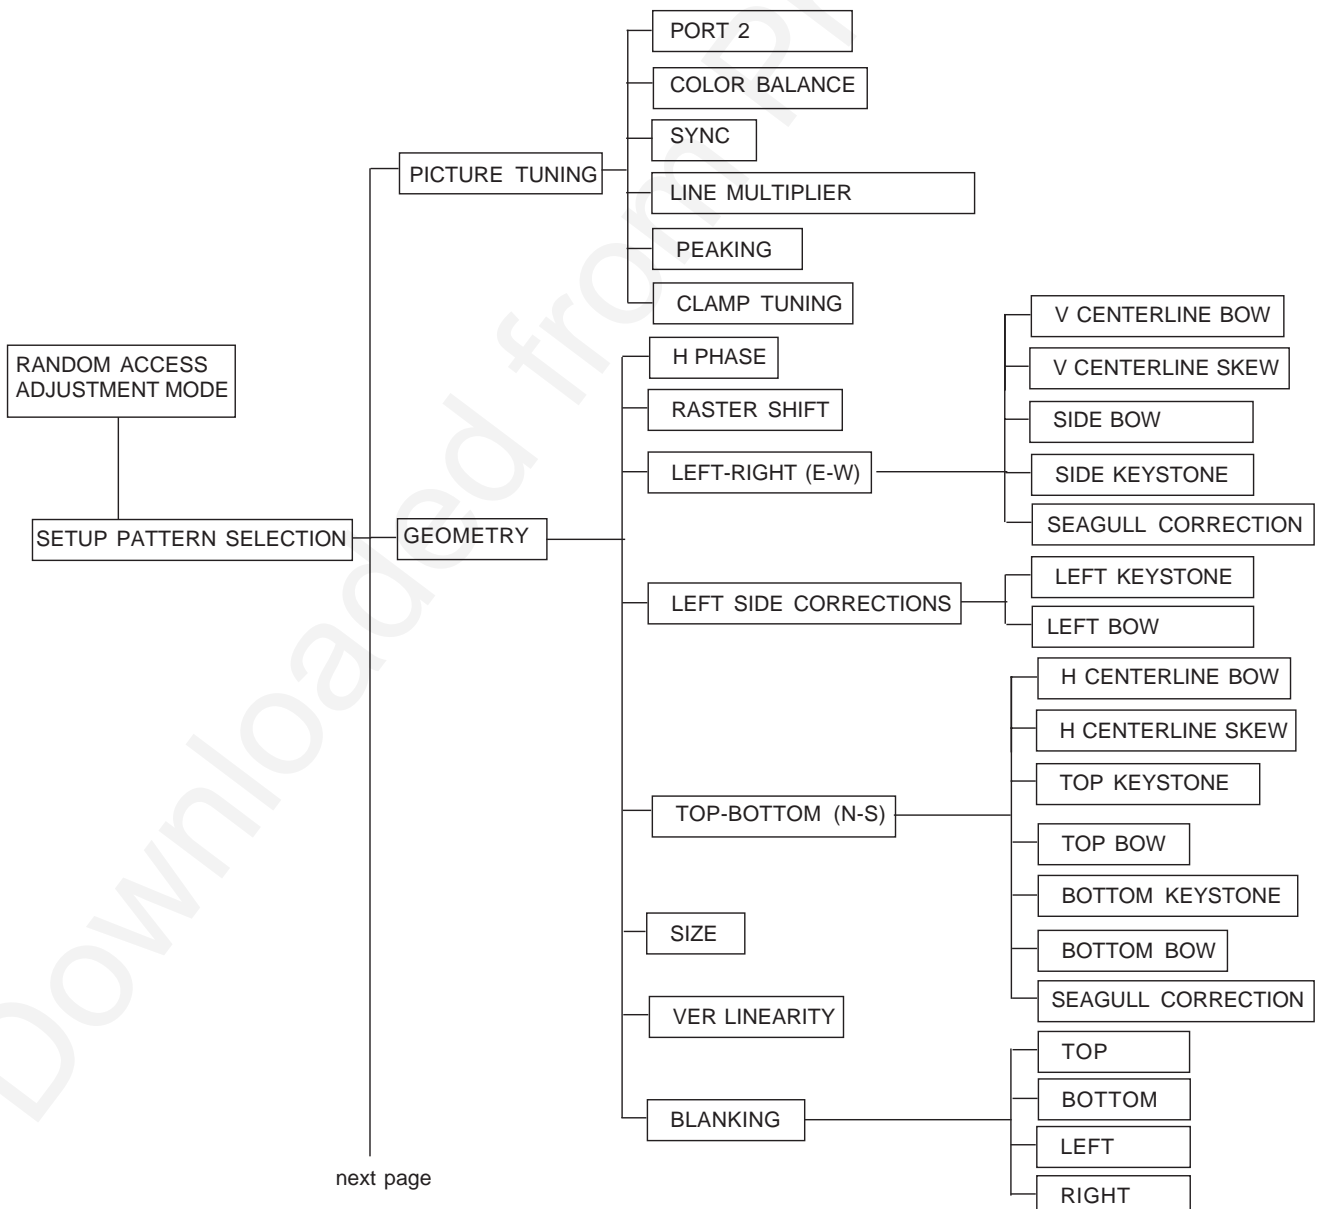 PORT 2
COLOR BALANCE
SYNC
PICTURE TUNING
LINE MULTIPLIER
PEAKING
CLAMP TUNING
V CENTERLINE BOW
RANDOM ACCESS
ADJUSTMENT MODE
H PHASE
V CENTERLINE SKEW
RASTER SHIFT
SIDE BOW
LEFT-RIGHT (E-W)
SIDE KEYSTONE
SETUP PATTERN SELECTION
GEOMETRY
SEAGULL CORRECTION
LEFT KEYSTONE
LEFT SIDE CORRECTIONS
LEFT BOW
H CENTERLINE BOW
H CENTERLINE SKEW
TOP KEYSTONE
TOP-BOTTOM (N-S)
TOP BOW
BOTTOM KEYSTONE
SIZE
BOTTOM BOW
SEAGULL CORRECTION
VER LINEARITY
TOP
BOTTOM
BLANKING
LEFT
RIGHT
next page
Downloaded from